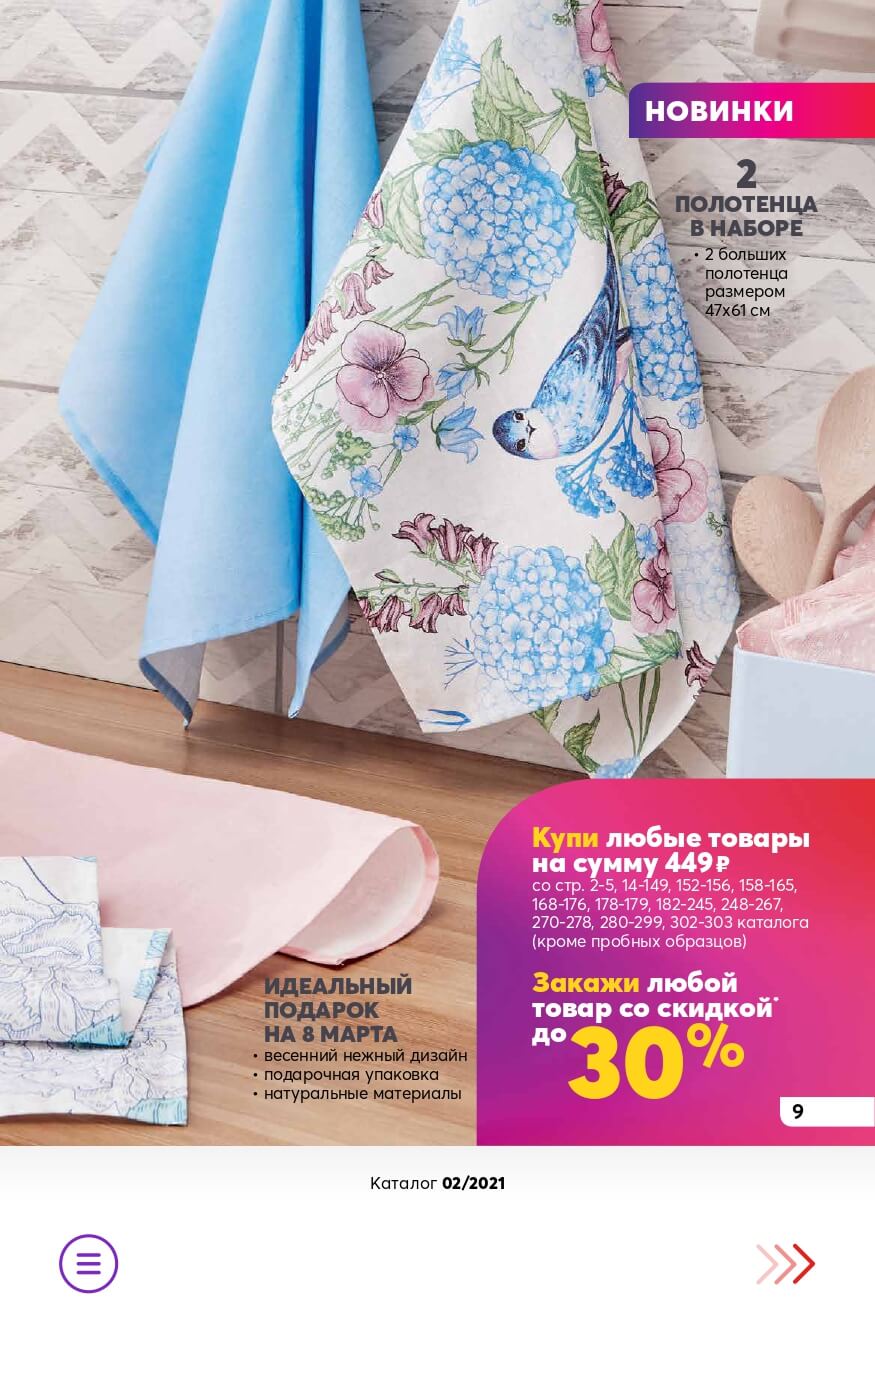 НОВИНКИ
2
ПОЛОТЕНЦА
В НАБОРЕ
• 2 больших
полотенца
размером
47х61 см
Купи любые товары
на сумму 449 ₽
со стр. 2-5, 14-149, 152-156, 158-165,
168-176, 178-179, 182-245, 248-267,
270-278, 280-299, 302-303 каталога
(кроме пробных образцов)
Закажи любой
товар со скидкой*
до 30%
ИДЕАЛЬНЫЙ
ПОДАРОК
НА 8 МАРТА
• весенний нежный дизайн
• подарочная упаковка
• натуральные материалы
9
Каталог 02/2021